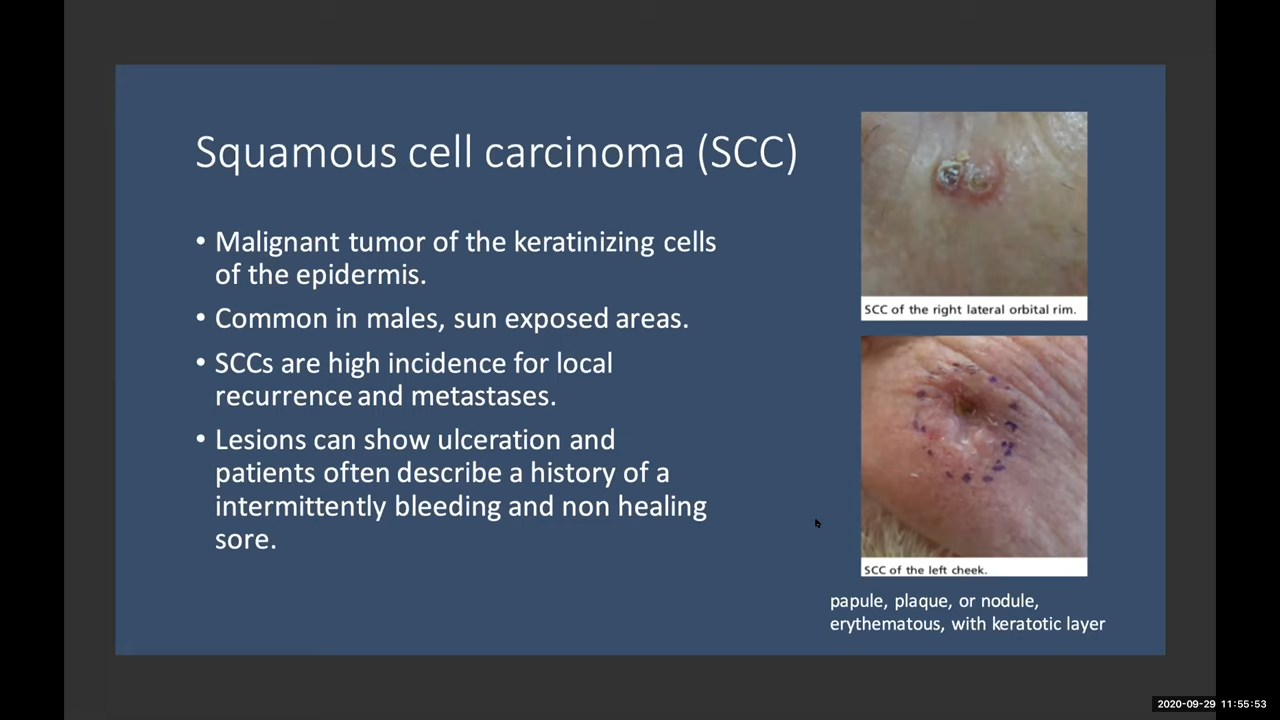 Squamous cell carcinoma (SCC)
• Malignant tumor of the keratinizing cells
of the epidermis.
• Common in males, sun exposed areas.
• SCCs are high incidence for local
recurrence and metastases.
• Lesions can show ulceration and
patients often describe a history of a
intermittently bleeding and non healing
sore.
SCC of the right lateral orbital rim.
SCC of the left cheek.
papule, plaque, or nodule,
erythematous, with keratotic layer
2020-09-29 11:55:53